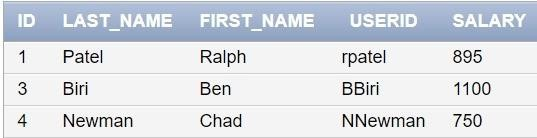 ID LAST_NAME FIRST_NAME USERID SALARY
1 Patel Ralph rpatel 895
3 Biri Ben BBiri 1100
4 Newman Chad NNewman 750